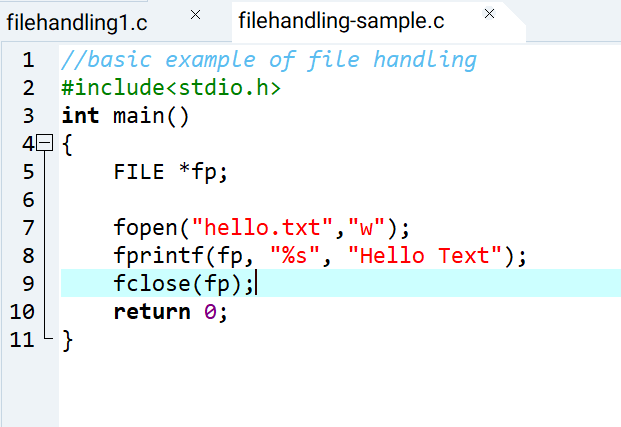 filehandling1.c × filehandling-sample.c ×
1 //basic example of file handling
2 #include<stdio.h>
3 int main()
4 {
5 FILE *fp;
6
7 fopen("hello.txt","w");
8 fprintf(fp, "%s", "Hello Text");
9 fclose(fp);
10 return 0;
11 }